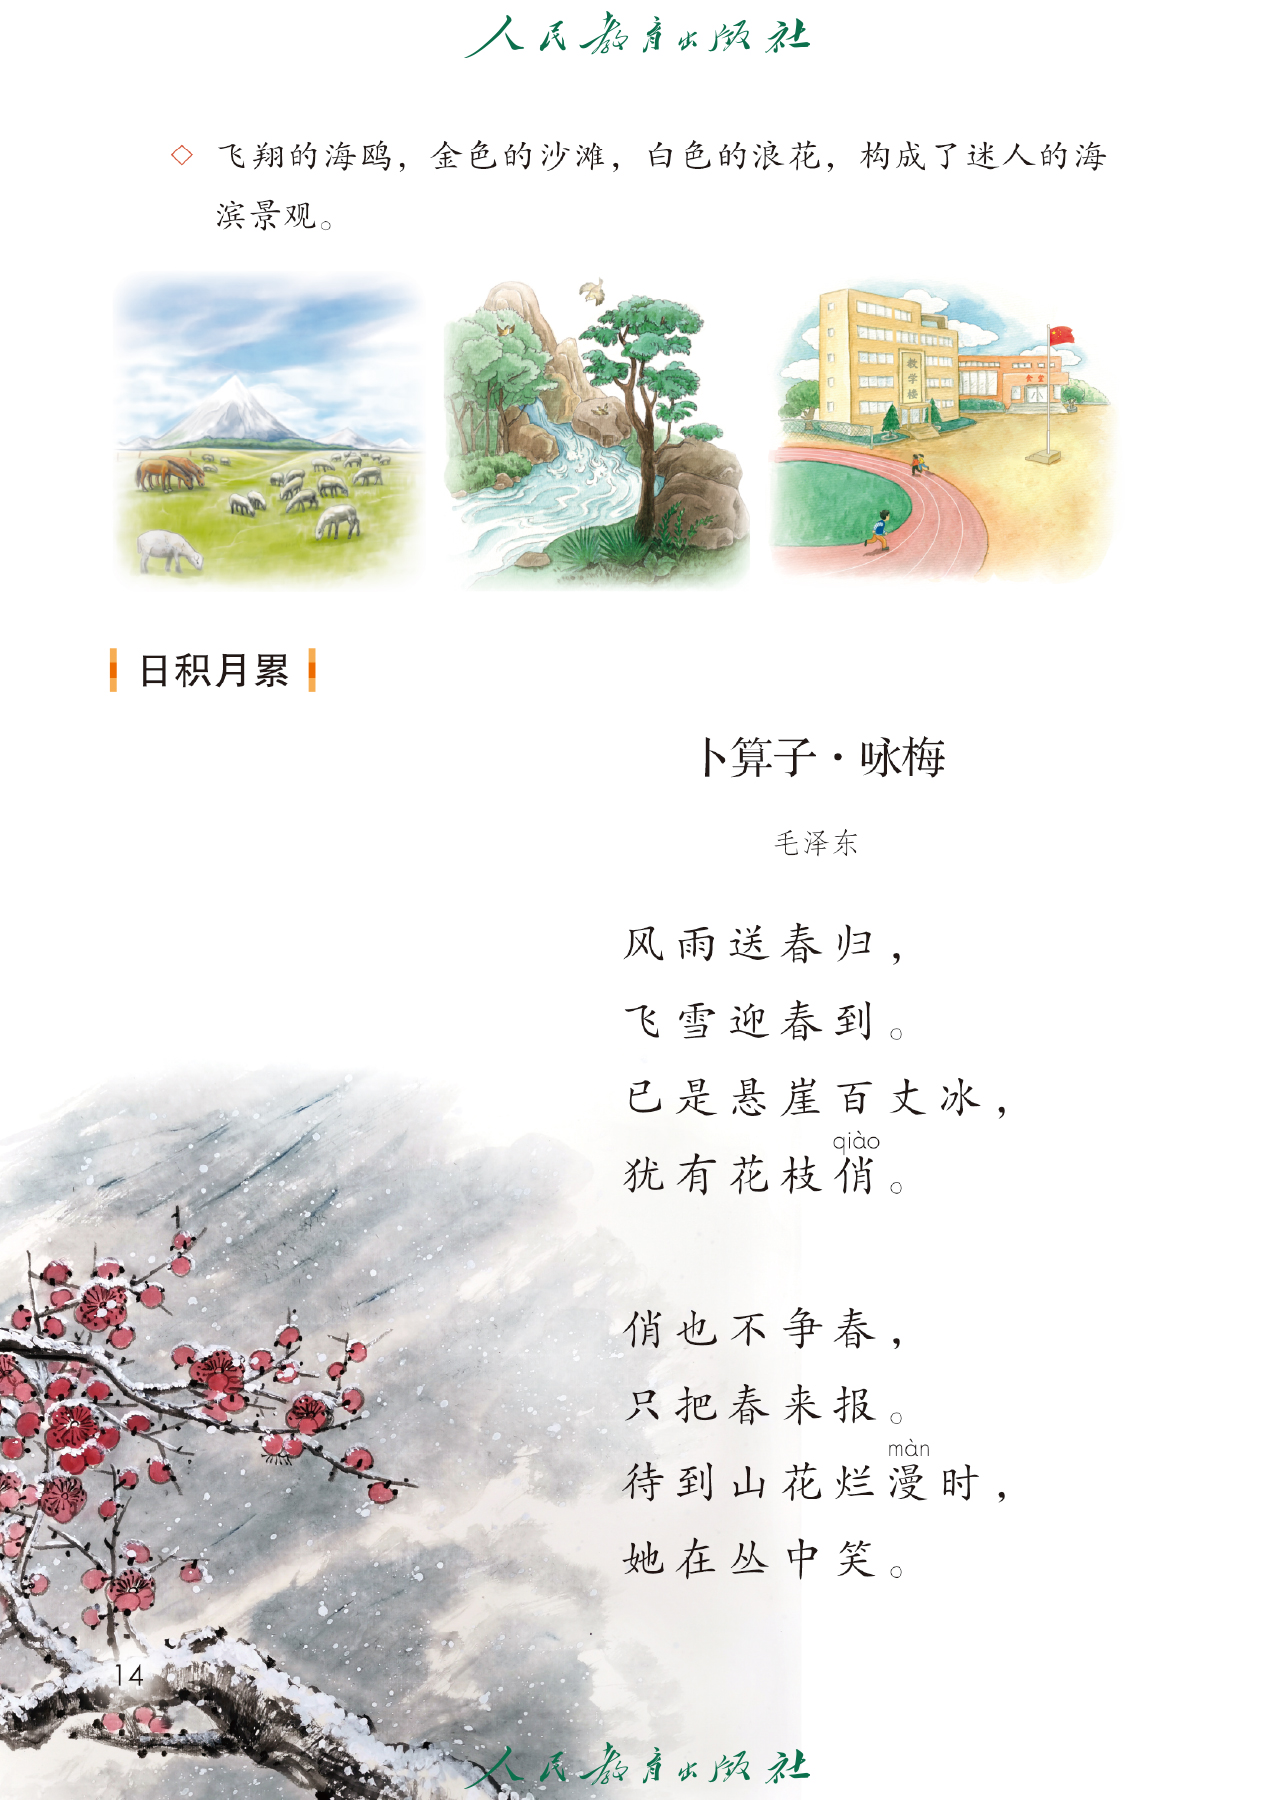 人民教育出版社
◇ 飞翔的海鸥，金色的沙滩，白色的浪花，构成了迷人的海
滨景观。
教学楼
食堂
日积月累
卜算子·咏梅
毛泽东
风雨送春归，
飞雪迎春到。
已是悬崖百丈冰，
qiào
犹有花枝俏。
俏也不争春，
只把春来报。
màn
待到山花烂漫时，
她在丛中笑。
14
人民教育出版社